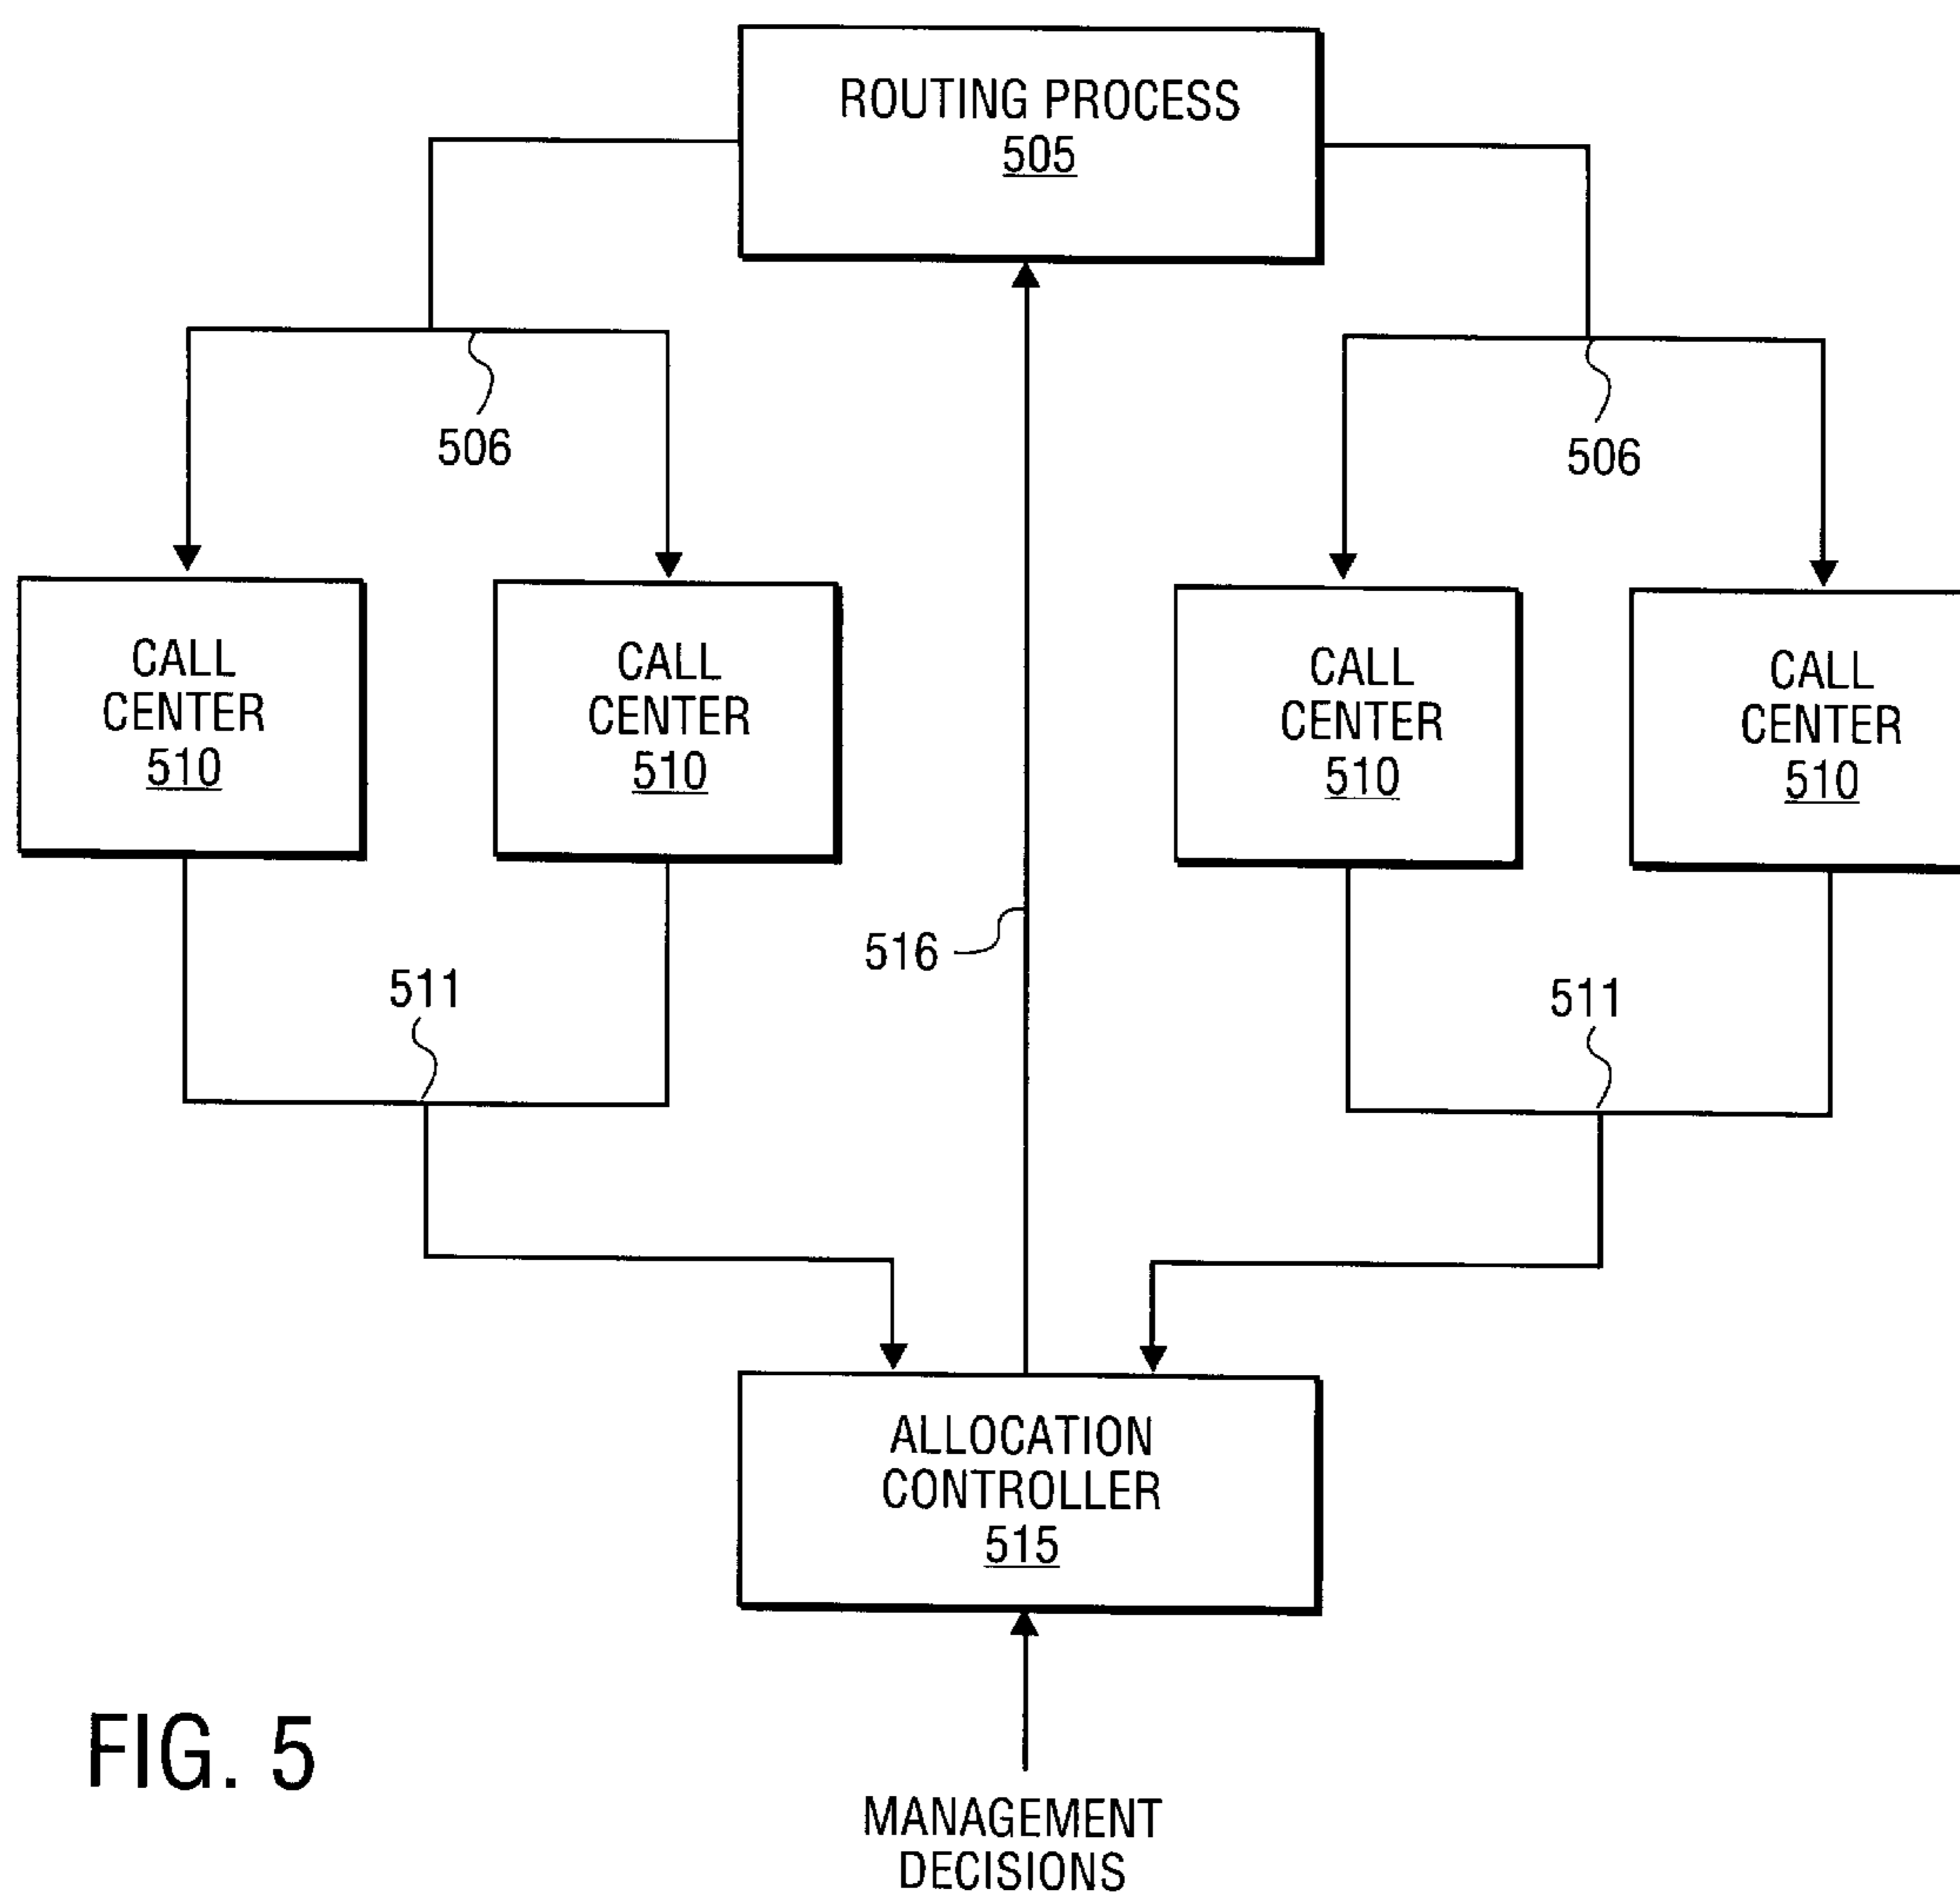 ROUTING PROCESS
505
506
506
CALL
CENTER
510
CALL
CENTER
510
CALL
CENTER
510
CALL
CENTER
510
516
511
511
ALLOCATION
CONTROLLER
515
MANAGEMENT
DECISIONS
FIG. 5